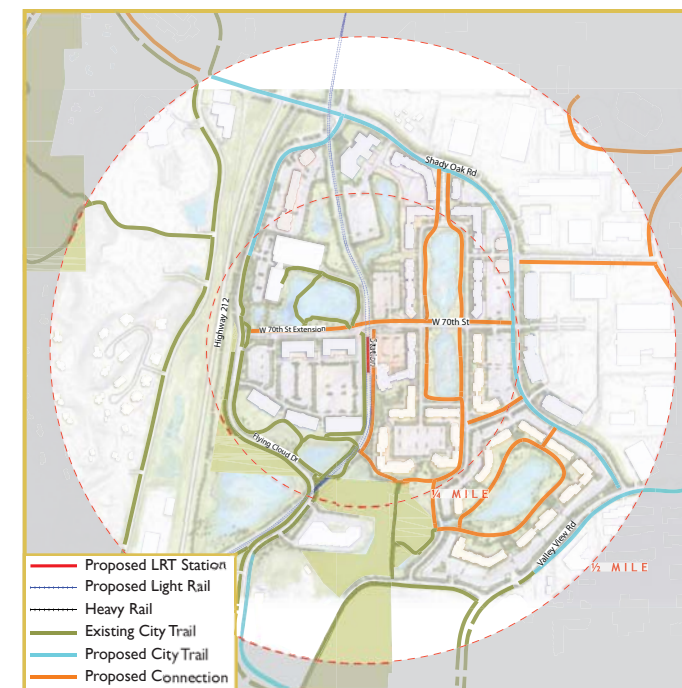 Shady Oak Rd
Highway 212
W 70th St Extension
W 70th St
Station
Flying Cloud Dr
¼ MILE
Valley View Rd
½ MILE
Proposed LRT Station
Proposed Light Rail
Heavy Rail
Existing City Trail
Proposed City Trail
Proposed Connection